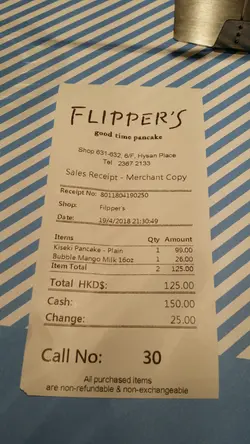 FLIPPER'S
good time pancake
Shop 631-632, 6/F, Hysan Place
Tel 2367 2133
Sales Receipt - Merchant Copy
Receipt No: 8011804190250
Shop: Flipper's
Date: 19/4/2018 21:30:49
Items Qty Amount
Kiseki Pancake - Plain 1 99.00
Bubble Mango Milk 16oz 1 26.00
Item Total 2 125.00
Total HKD$: 125.00
Cash: 150.00
Change: 25.00
Call No: 30
All purchased items
are non-refundable & non-exchangeable